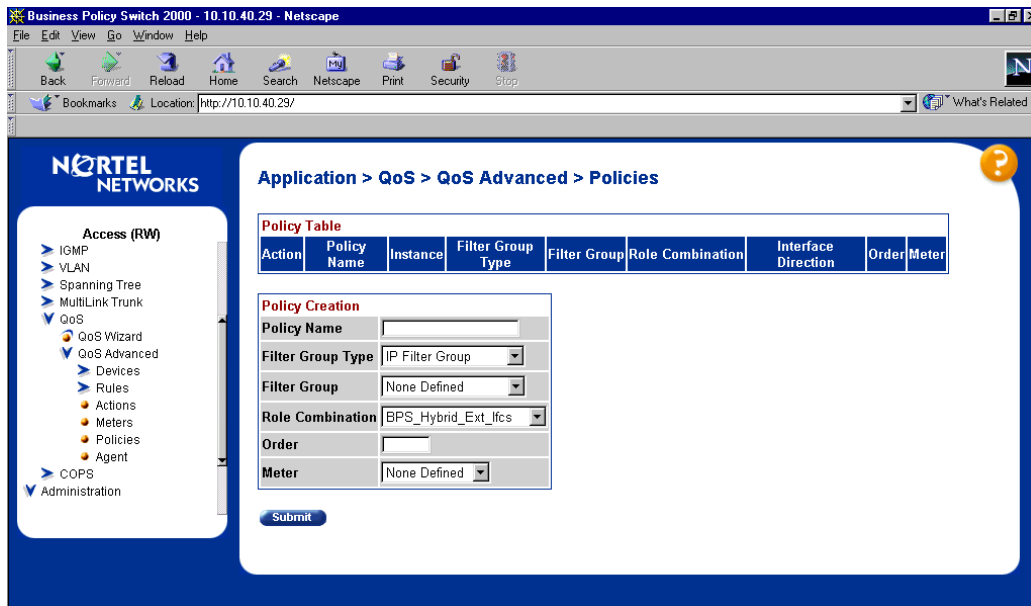 Business Policy Switch 2000 - 10.10.40.29 - Netscape
File Edit View Go Window Help
Back Forward Reload Home Search Netscape Print Security Stop
Bookmarks Location: http://10.10.40.29/ What's Related
NORTEL
NETWORKS
Application > QoS > QoS Advanced > Policies
Access (RW)
IGMP
VLAN
Spanning Tree
MultiLink Trunk
QoS
QoS Wizard
QoS Advanced
Devices
Rules
Actions
Meters
Policies
Agent
COPS
Administration
Policy Table
Action Policy Name Instance Filter Group Type Filter Group Role Combination Interface Direction Order Meter
Policy Creation
Policy Name
Filter Group Type IP Filter Group
Filter Group None Defined
Role Combination BPS_Hybrid_Ext_Ifcs
Order
Meter None Defined
Submit